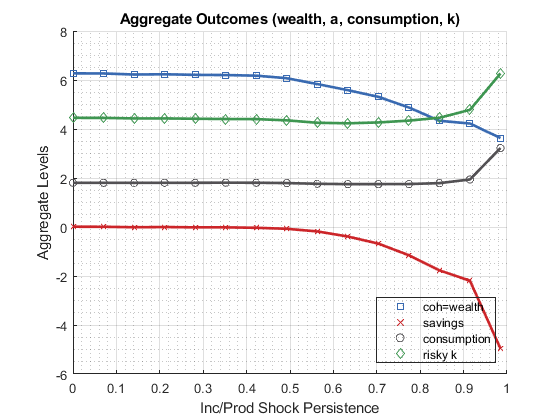 Aggregate Outcomes (wealth, a, consumption, k)
8
6
4
2
0
-2
-4
-6
Aggregate Levels
coh=wealth
savings
consumption
risky k
0 0.1 0.2 0.3 0.4 0.5 0.6 0.7 0.8 0.9 1
Inc/Prod Shock Persistence